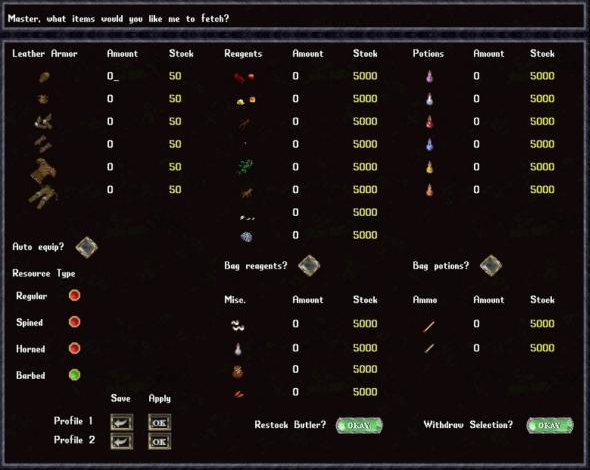 Master, what items would you like me to fetch?
Leather Armor Amount Stock Reagents Amount Stock Potions Amount Stock
0_ 50 0 5000 0 5000
0 50 0 5000 0 5000
0 50 0 5000 0 5000
0 50 0 5000 0 5000
0 50 0 5000 0 5000
0 50 0 5000 0 5000
0 5000
0 5000
Auto equip?
Bag reagents? Bag potions?
Resource Type
Regular Misc. Amount Stock Ammo Amount Stock
Spined 0 5000 0 5000
Horned 0 5000 0 5000
Barbed 0 5000
0 5000
Save Apply
Profile 1 OK Restock Butler? OKAY Withdraw Selection? OKAY
Profile 2 OK